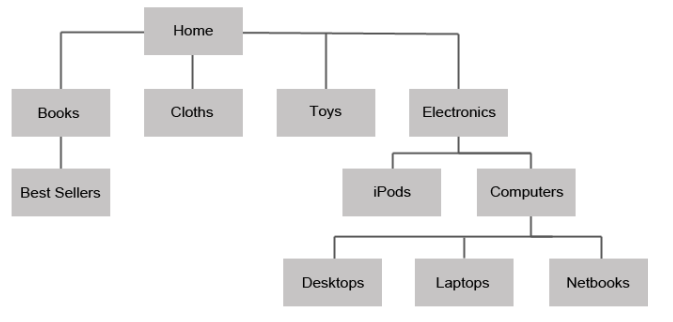 Home
Books
Cloths
Toys
Electronics
Best Sellers
iPods
Computers
Desktops
Laptops
Netbooks